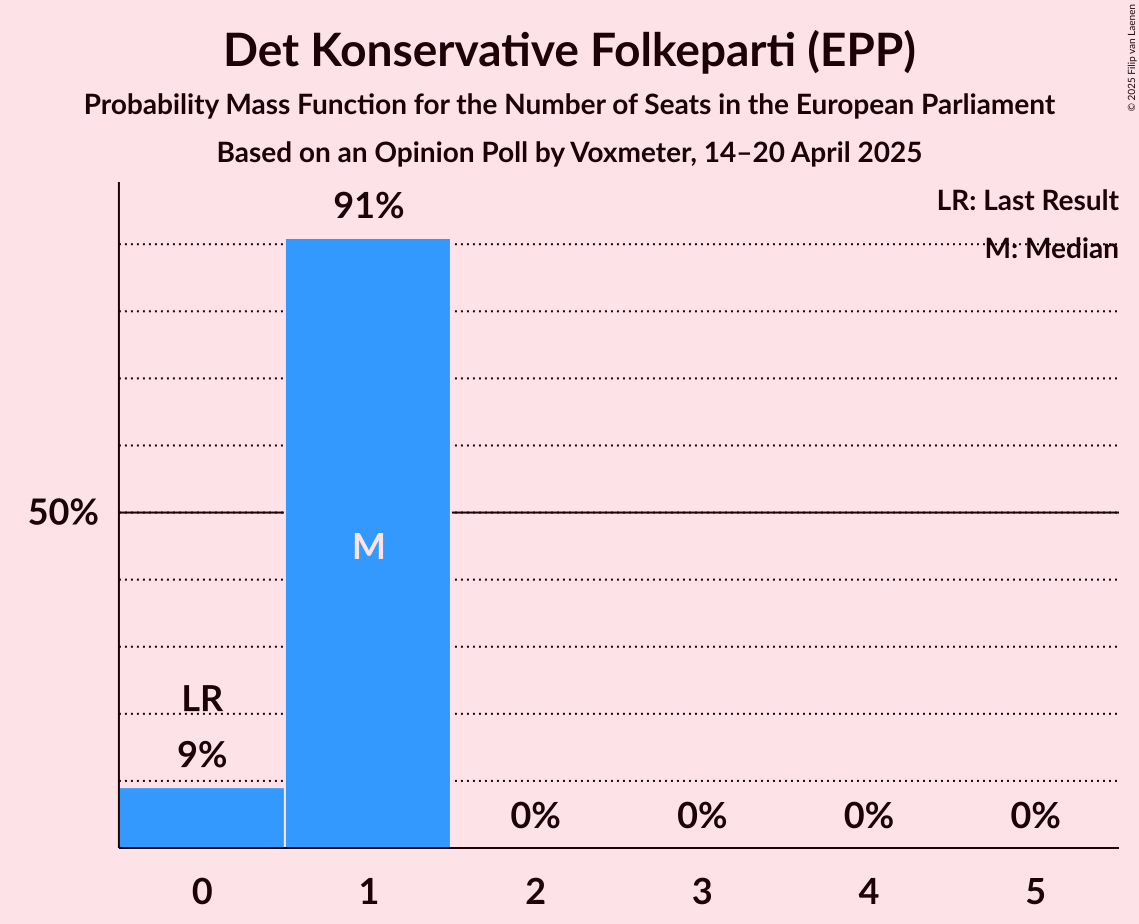 Det Konservative Folkeparti (EPP)
Probability Mass Function for the Number of Seats in the European Parliament
Based on an Opinion Poll by Voxmeter, 14–20 April 2025
© 2025 Filip van Laenen
LR: Last Result
M: Median
91%
50%
M
LR
9%
0% 0% 0% 0%
0 1 2 3 4 5